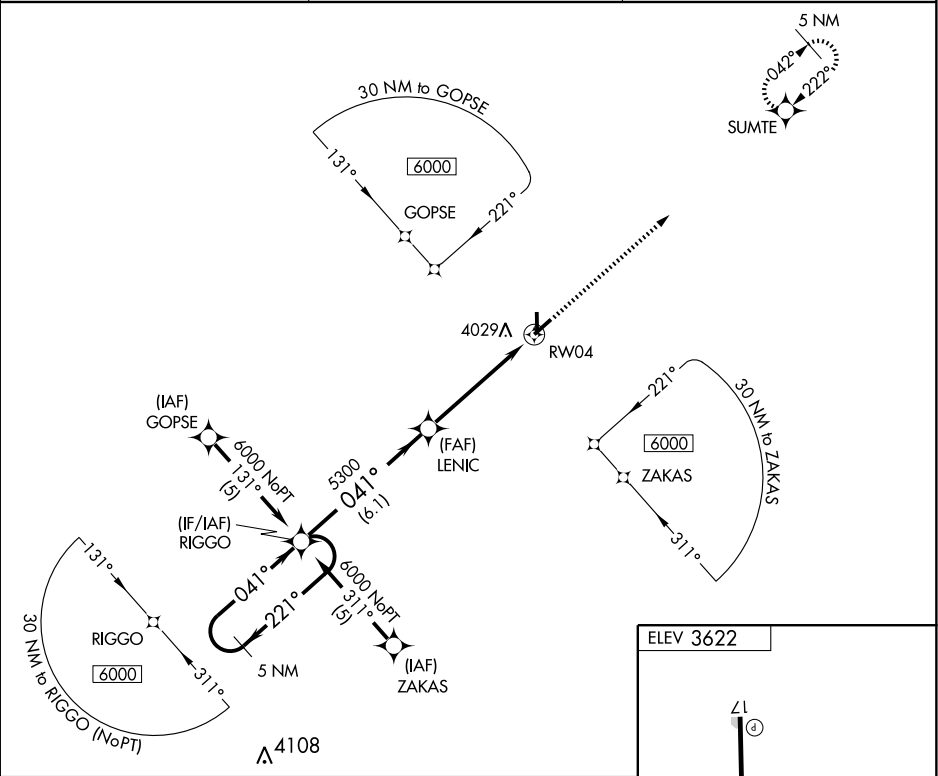 5 NM
042°
222°
SUMTE
30 NM to GOPSE
131°
6000
221°
GOPSE
4029
RW04
(IAF)
GOPSE
6000 NoPT
131°
(5)
(FAF)
LENIC
5300
041°
(6.1)
221°
30 NM to ZAKAS
6000
ZAKAS
311°
(IF/IAF)
RIGGO
041°
221°
6000 NoPT
311°
(5)
5 NM
(IAF)
ZAKAS
131°
RIGGO
6000
311°
30 NM to RIGGO (NoPT)
4108
ELEV 3622
17
P